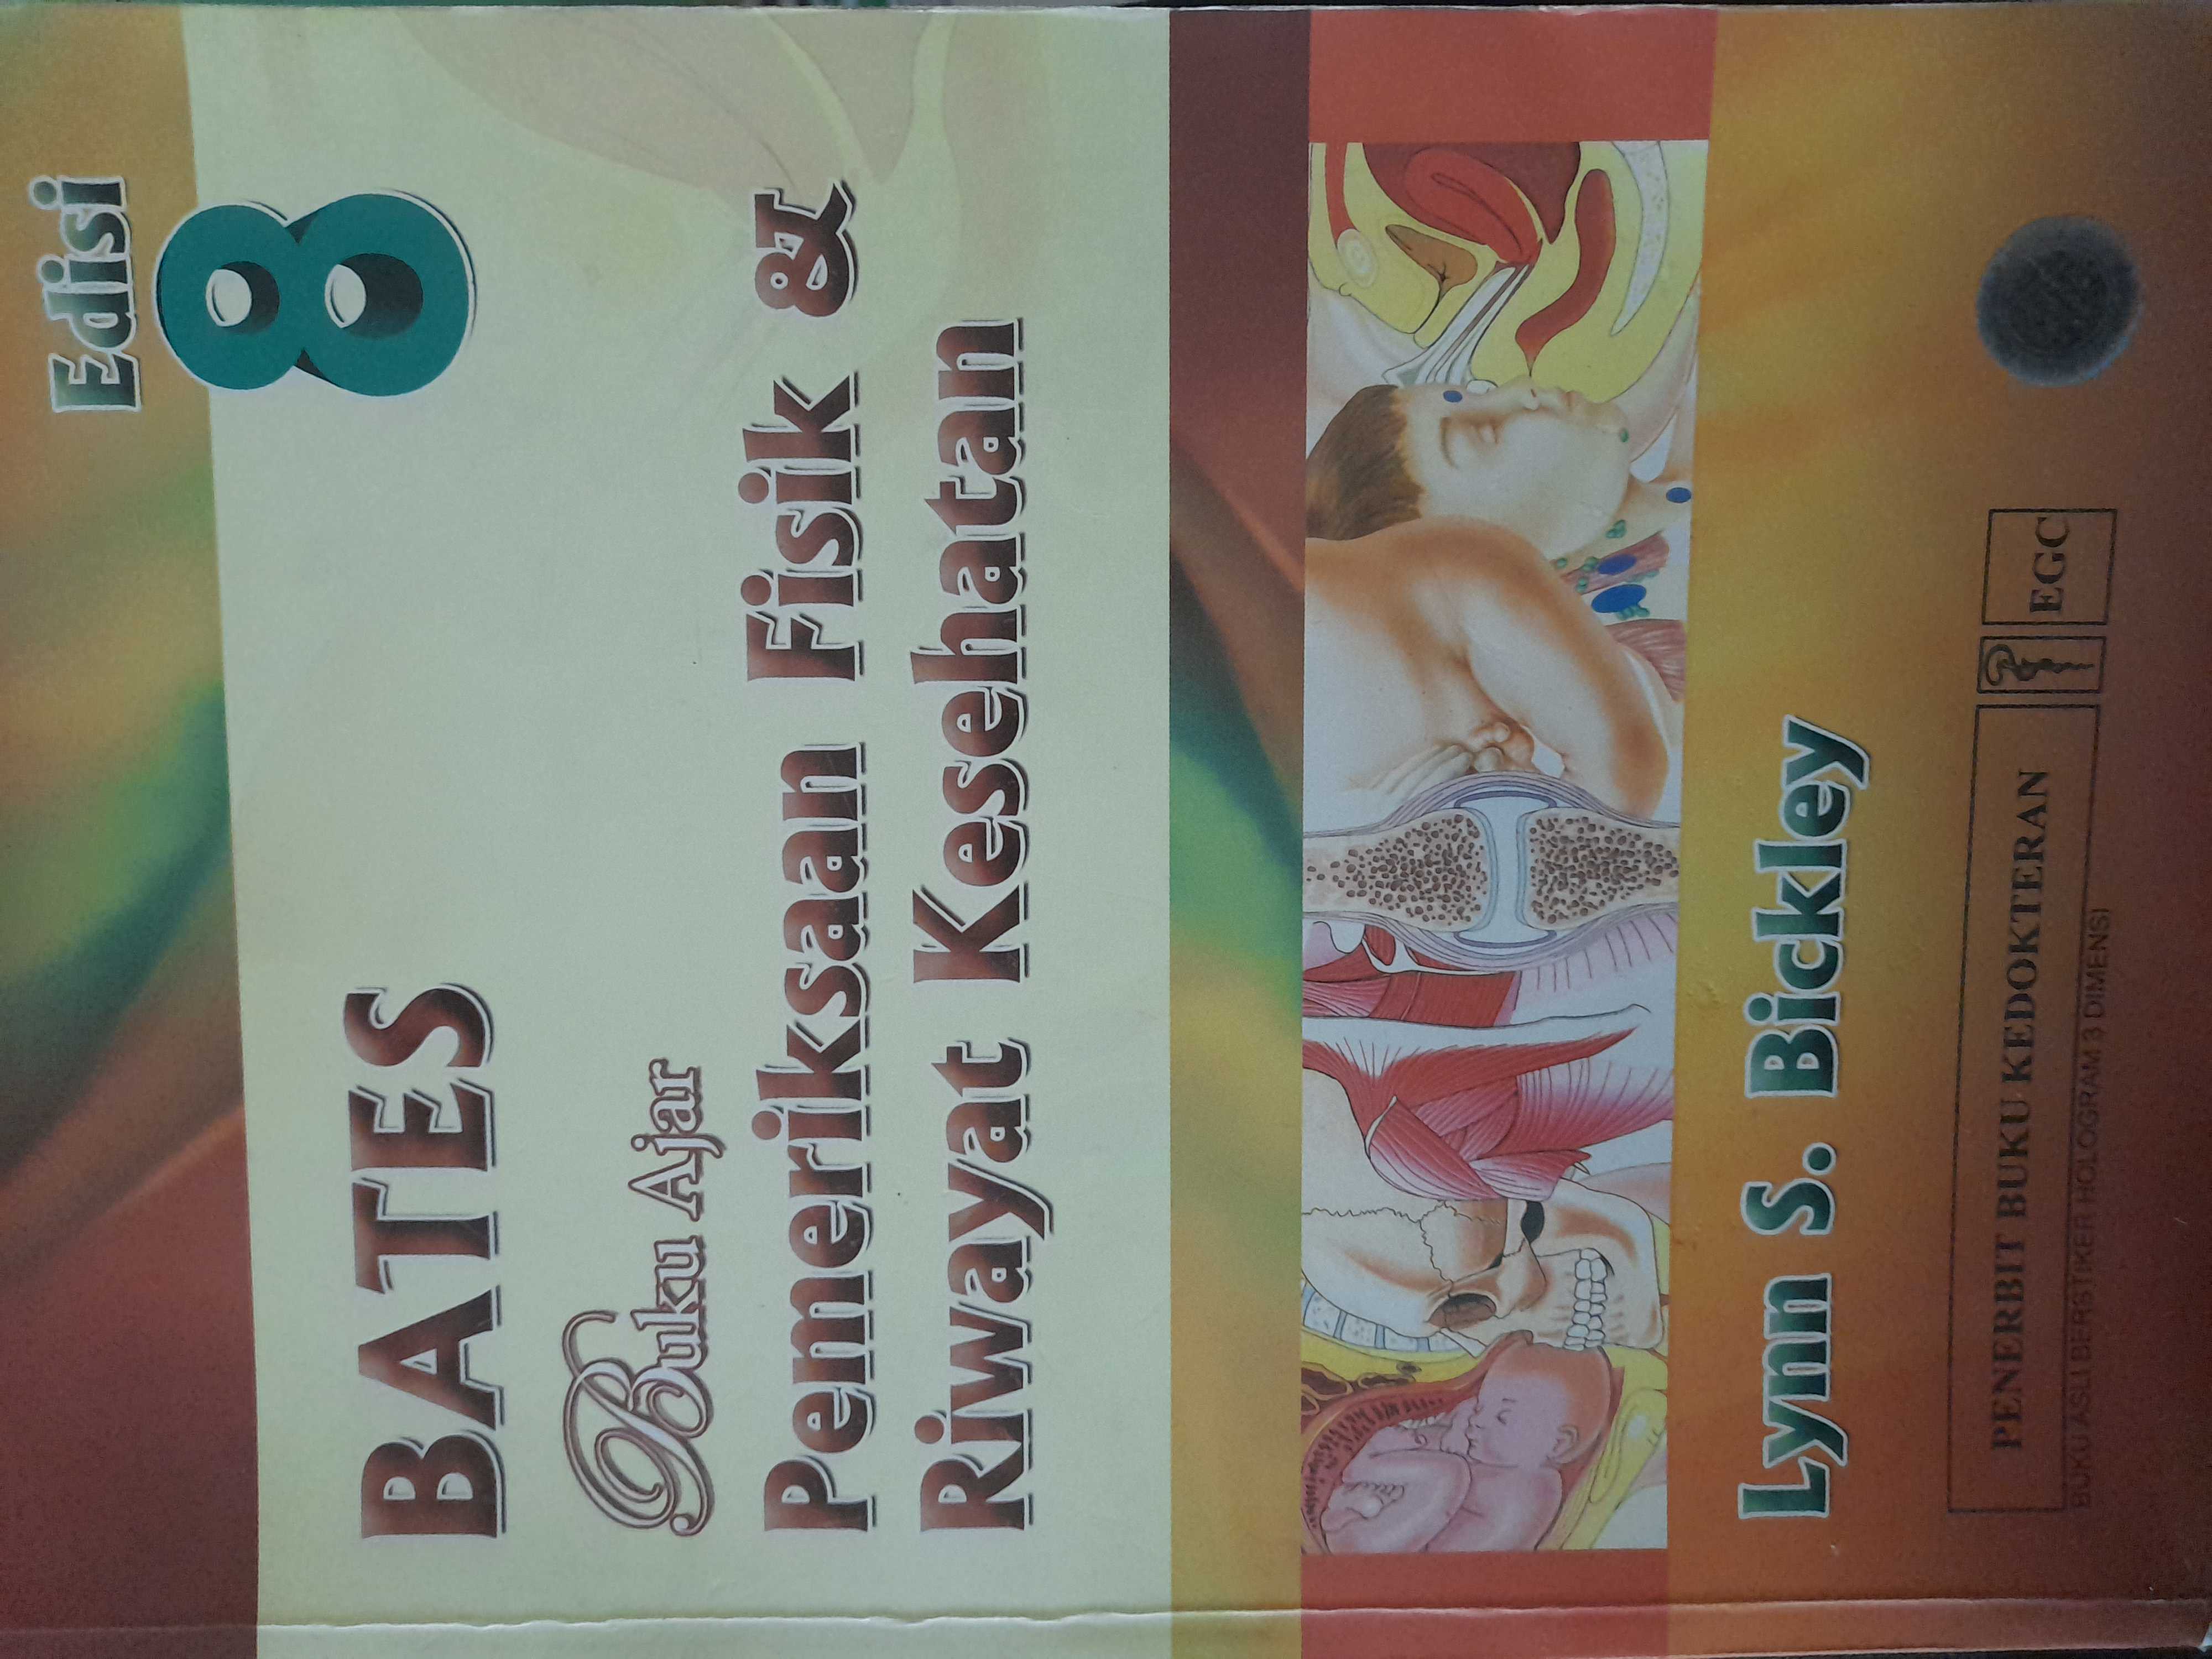 Edisi
8
BATES
Buku Ajar
Pemeriksaan Fisik &
Riwayat Kesehatan
Lynn S. Bickley
PENERBIT BUKU KEDOKTERAN EGC
BUKU ASLI BERSTIKER HOLOGRAM 3 DIMENSI